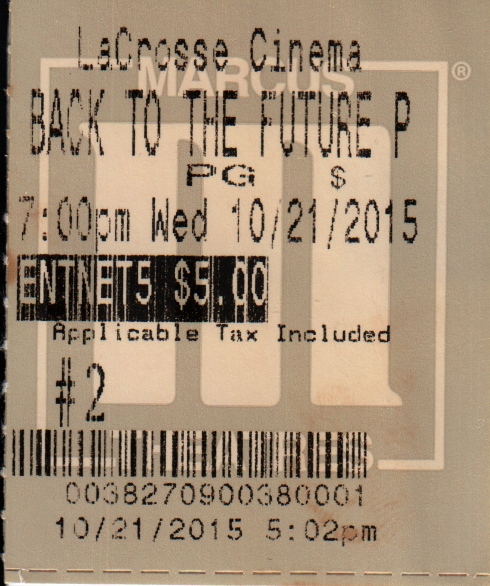 LaCrosse Cinema
MARCUS
®
BACK TO THE FUTURE P
PG $
7:00pm Wed 10/21/2015
ENTNET5 $5.00
Applicable Tax Included
#2
THEATRES
0038270900380001
10/21/2015 5:02pm